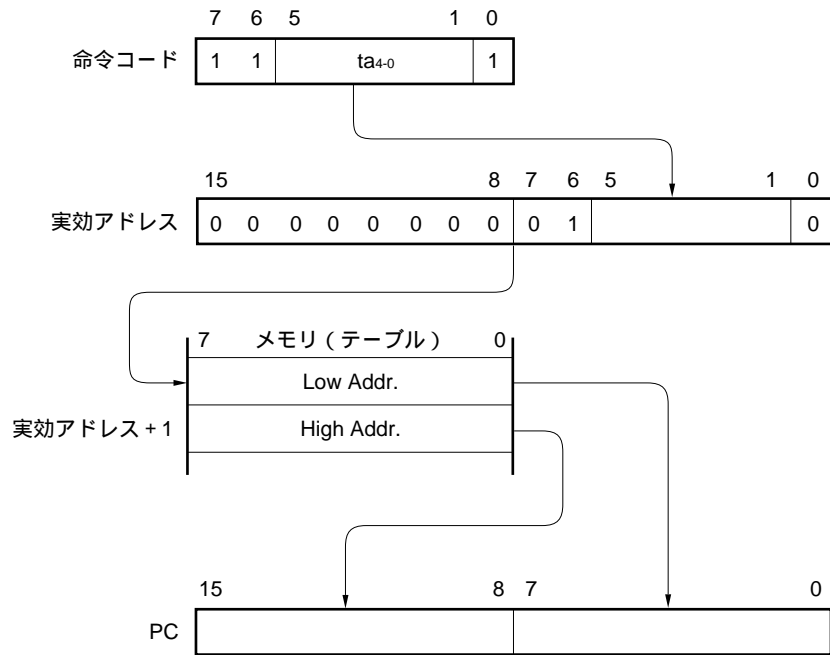 7 6 5 1 0
命令コード 1 1 ta4-0 1
15 8 7 6 5 1 0
実効アドレス 0 0 0 0 0 0 0 0 0 1 0
7 メモリ（テーブル） 0
Low Addr.
実効アドレス+1 High Addr.
15 8 7 0
PC